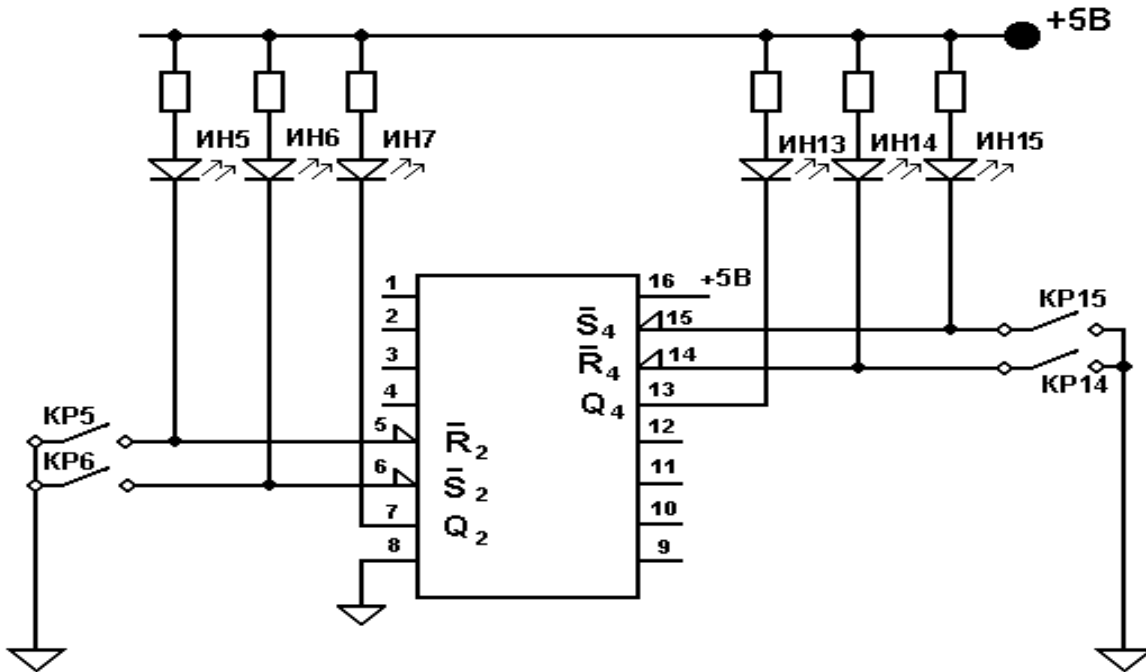 +5В
ИН5 ИН6 ИН7 ИН13 ИН14 ИН15
1 16 +5В
2 S̅₄ 15 КР15
3 R̅₄ 14 КР14
4 Q₄ 13
КР5 5 R̅₂ 12
КР6 6 S̅₂ 11
7 Q₂ 10
8 9